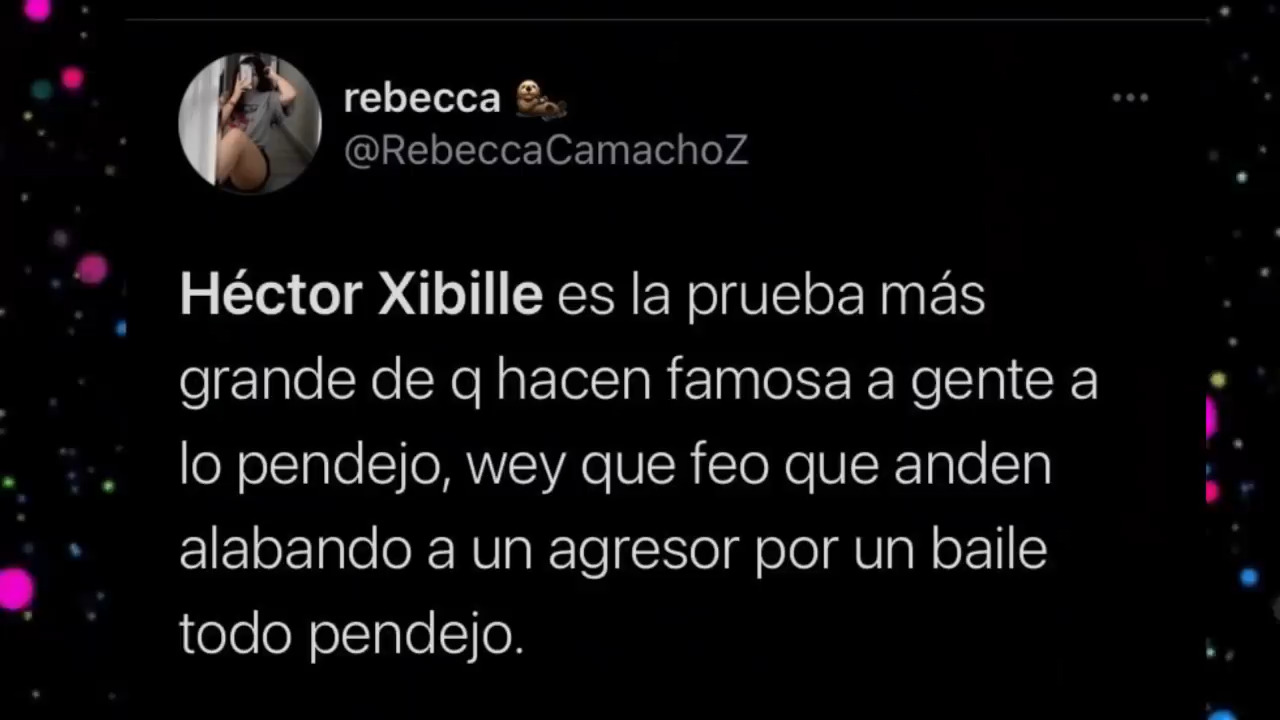 rebecca 🦥
@RebeccaCamachoZ
Héctor Xibille es la prueba más
grande de q hacen famosa a gente a
lo pendejo, wey que feo que anden
alabando a un agresor por un baile
todo pendejo.